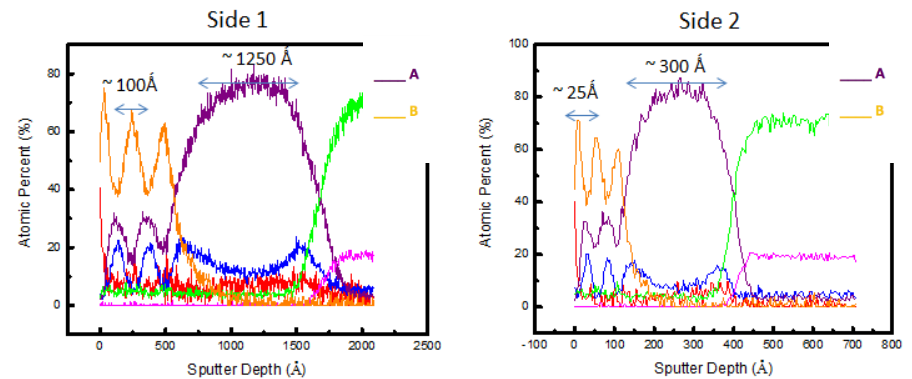 Side 1
Side 2
~ 1250 Ǻ
~ 100Ǻ
A
B
80
60
40
20
0
0
500
1000
1500
2000
2500
Atomic Percent (%)
Sputter Depth (Å)
~ 300 Å
~ 25Ǻ
A
B
100
80
60
40
20
0
-100
0
100
200
300
400
500
600
700
800
Atomic Percent (%)
Sputter Depth (Å)